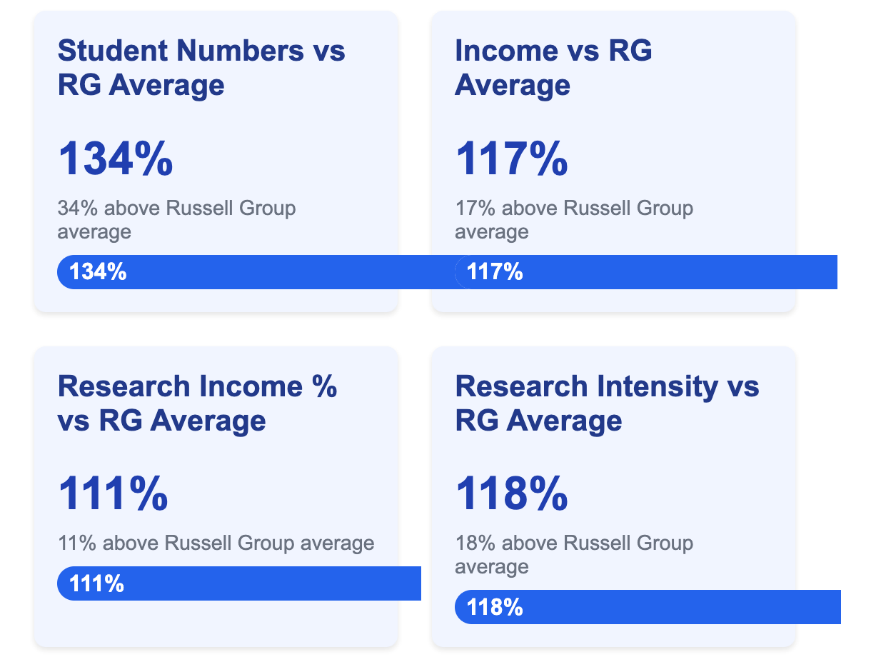 Student Numbers vs
RG Average
134%
34% above Russell Group
average
134%
Income vs RG
Average
117%
17% above Russell Group
average
117%
Research Income %
vs RG Average
111%
11% above Russell Group average
111%
Research Intensity vs
RG Average
118%
18% above Russell Group
average
118%